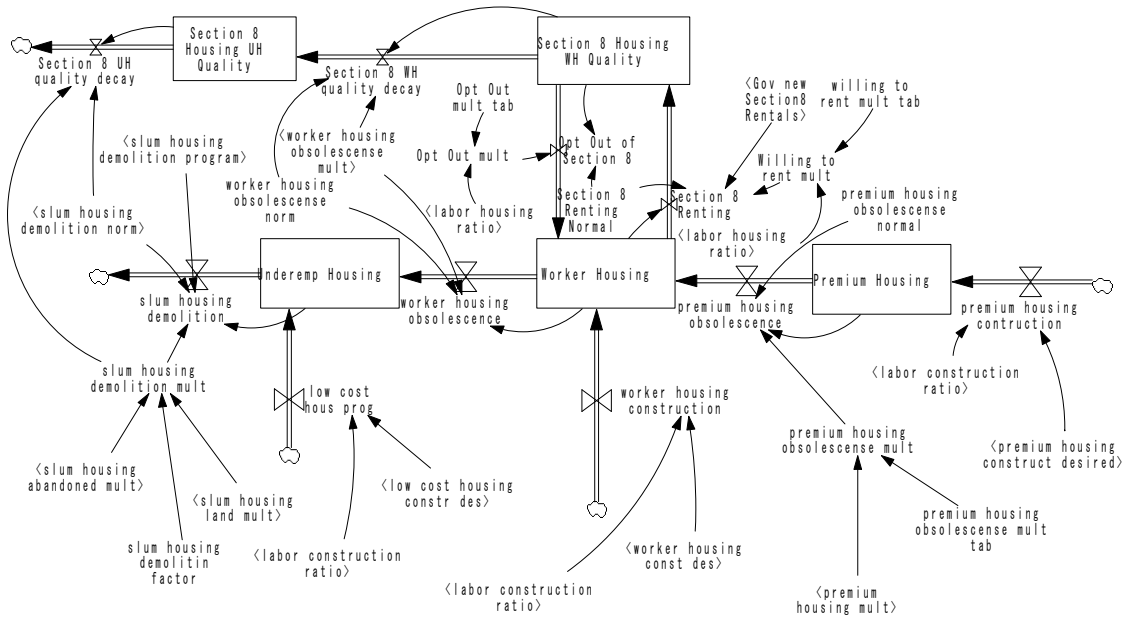 Section 8
Housing UH
Quality
Section 8 Housing
WH Quality
Section 8 UH
quality decay
Section 8 WH
quality decay
Opt Out
mult tab
<Gov new
Section8
Rentals>
willing to
rent mult tab
<slum housing
demolition program>
<worker housing
obsolescense
mult>
Opt Out mult
Opt Out of
Section 8
Willing to
rent mult
worker housing
obsolescense
norm
Section 8
Renting
Normal
Section 8
Renting
premium housing
obsolescense
normal
<slum housing
demolition norm>
<labor housing
ratio>
<labor housing
ratio>
Underemp Housing
Worker Housing
Premium Housing
slum housing
demolition
worker housing
obsolescence
premium housing
obsolescence
premium housing
contruction
slum housing
demolition mult
low cost
hous prog
worker housing
construction
<labor construction
ratio>
premium housing
obsolescense mult
<premium housing
construct desired>
<slum housing
abandoned mult>
<slum housing
land mult>
<low cost housing
constr des>
premium housing
obsolescense mult
tab
slum housing
demolitin
factor
<labor construction
ratio>
<worker housing
const des>
<labor construction
ratio>
<premium
housing mult>